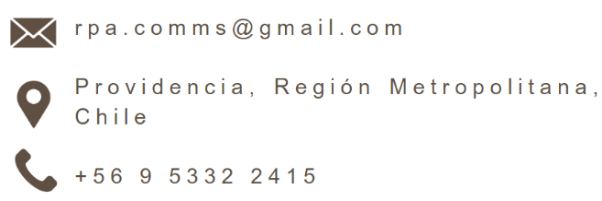 rpa.comms@gmail.com
Providencia, Región Metropolitana,
Chile
+56 9 5332 2415